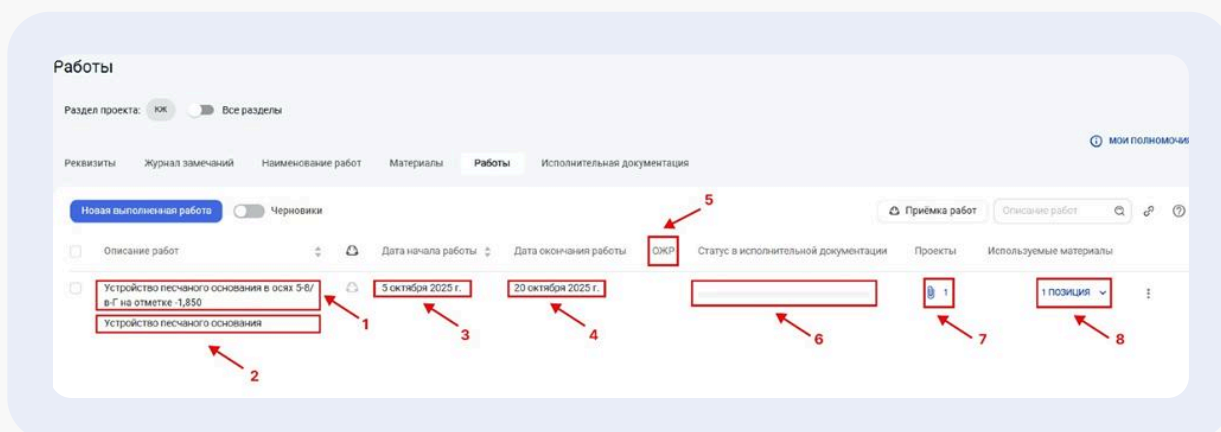 Работы
Раздел проекта: КЖ Все разделы
МОИ ПОЛНОМОЧИЯ
Реквизиты Журнал замечаний Наименование работ Материалы Работы Исполнительная документация
5
Новая выполненная работа Черновики Приёмка работ Описание работ
Описание работ Дата начала работы Дата окончания работы ОЖР Статус в исполнительной документации Проекты Используемые материалы
Устройство песчаного основания в осях 5-8/ 5 октября 2025 г. 20 октября 2025 г. 1 1 ПОЗИЦИЯ
в-Г на отметке -1,850
Устройство песчаного основания 1
3 4 6 7 8
2